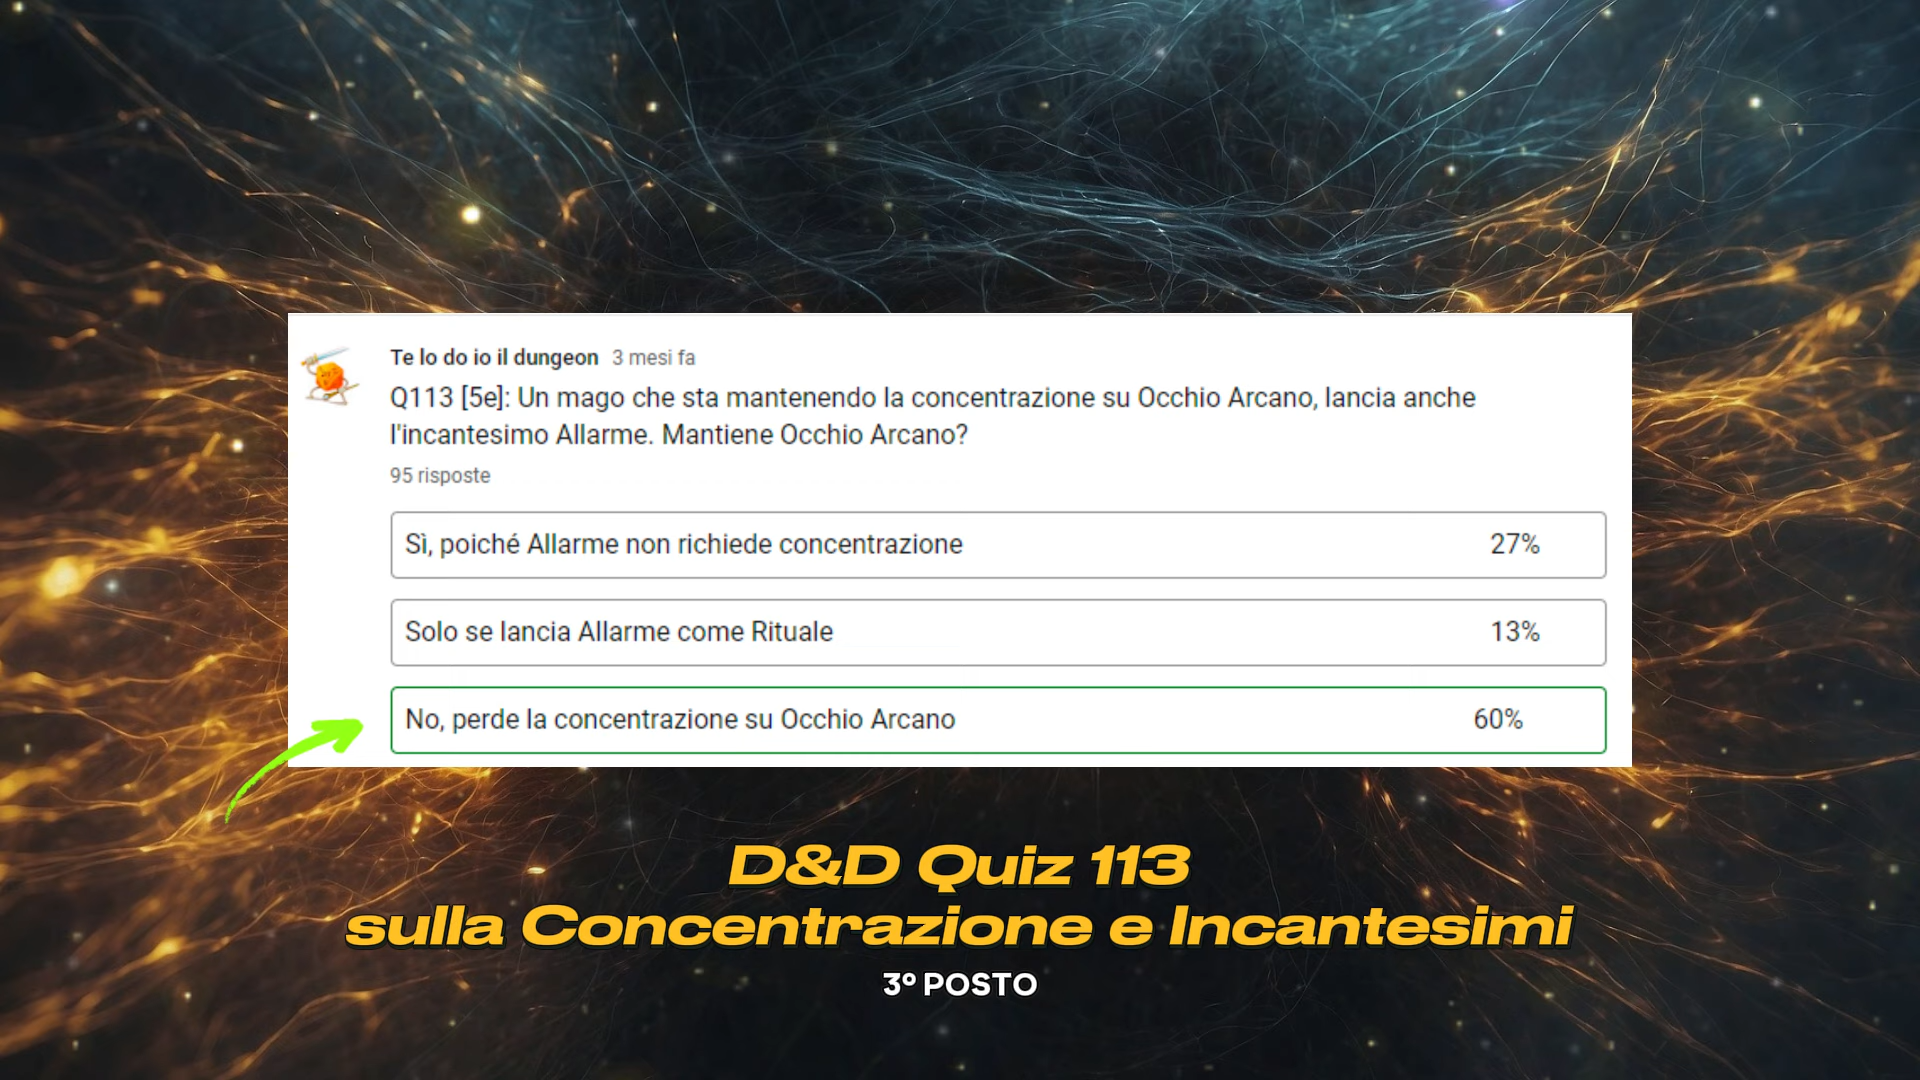 Te lo do io il dungeon 3 mesi fa
Q113 [5e]: Un mago che sta mantenendo la concentrazione su Occhio Arcano, lancia anche
l'incantesimo Allarme. Mantiene Occhio Arcano?
95 risposte
Sì, poiché Allarme non richiede concentrazione 27%
Solo se lancia Allarme come Rituale 13%
No, perde la concentrazione su Occhio Arcano 60%
D&D Quiz 113
sulla Concentrazione e Incantesimi
3º POSTO